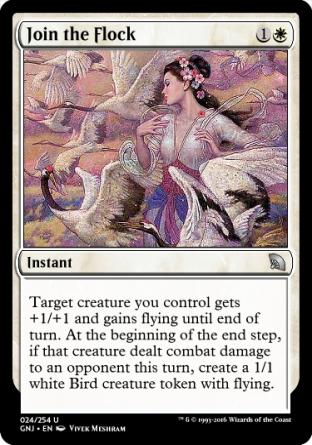 Join the Flock 1
Instant
Target creature you control gets
+1/+1 and gains flying until end of
turn. At the beginning of the end step,
if that creature dealt combat damage
to an opponent this turn, create a 1/1
white Bird creature token with flying.
024/254 U
GNJ • EN Vivek Meshram
™ & © 1993-2016 Wizards of the Coast